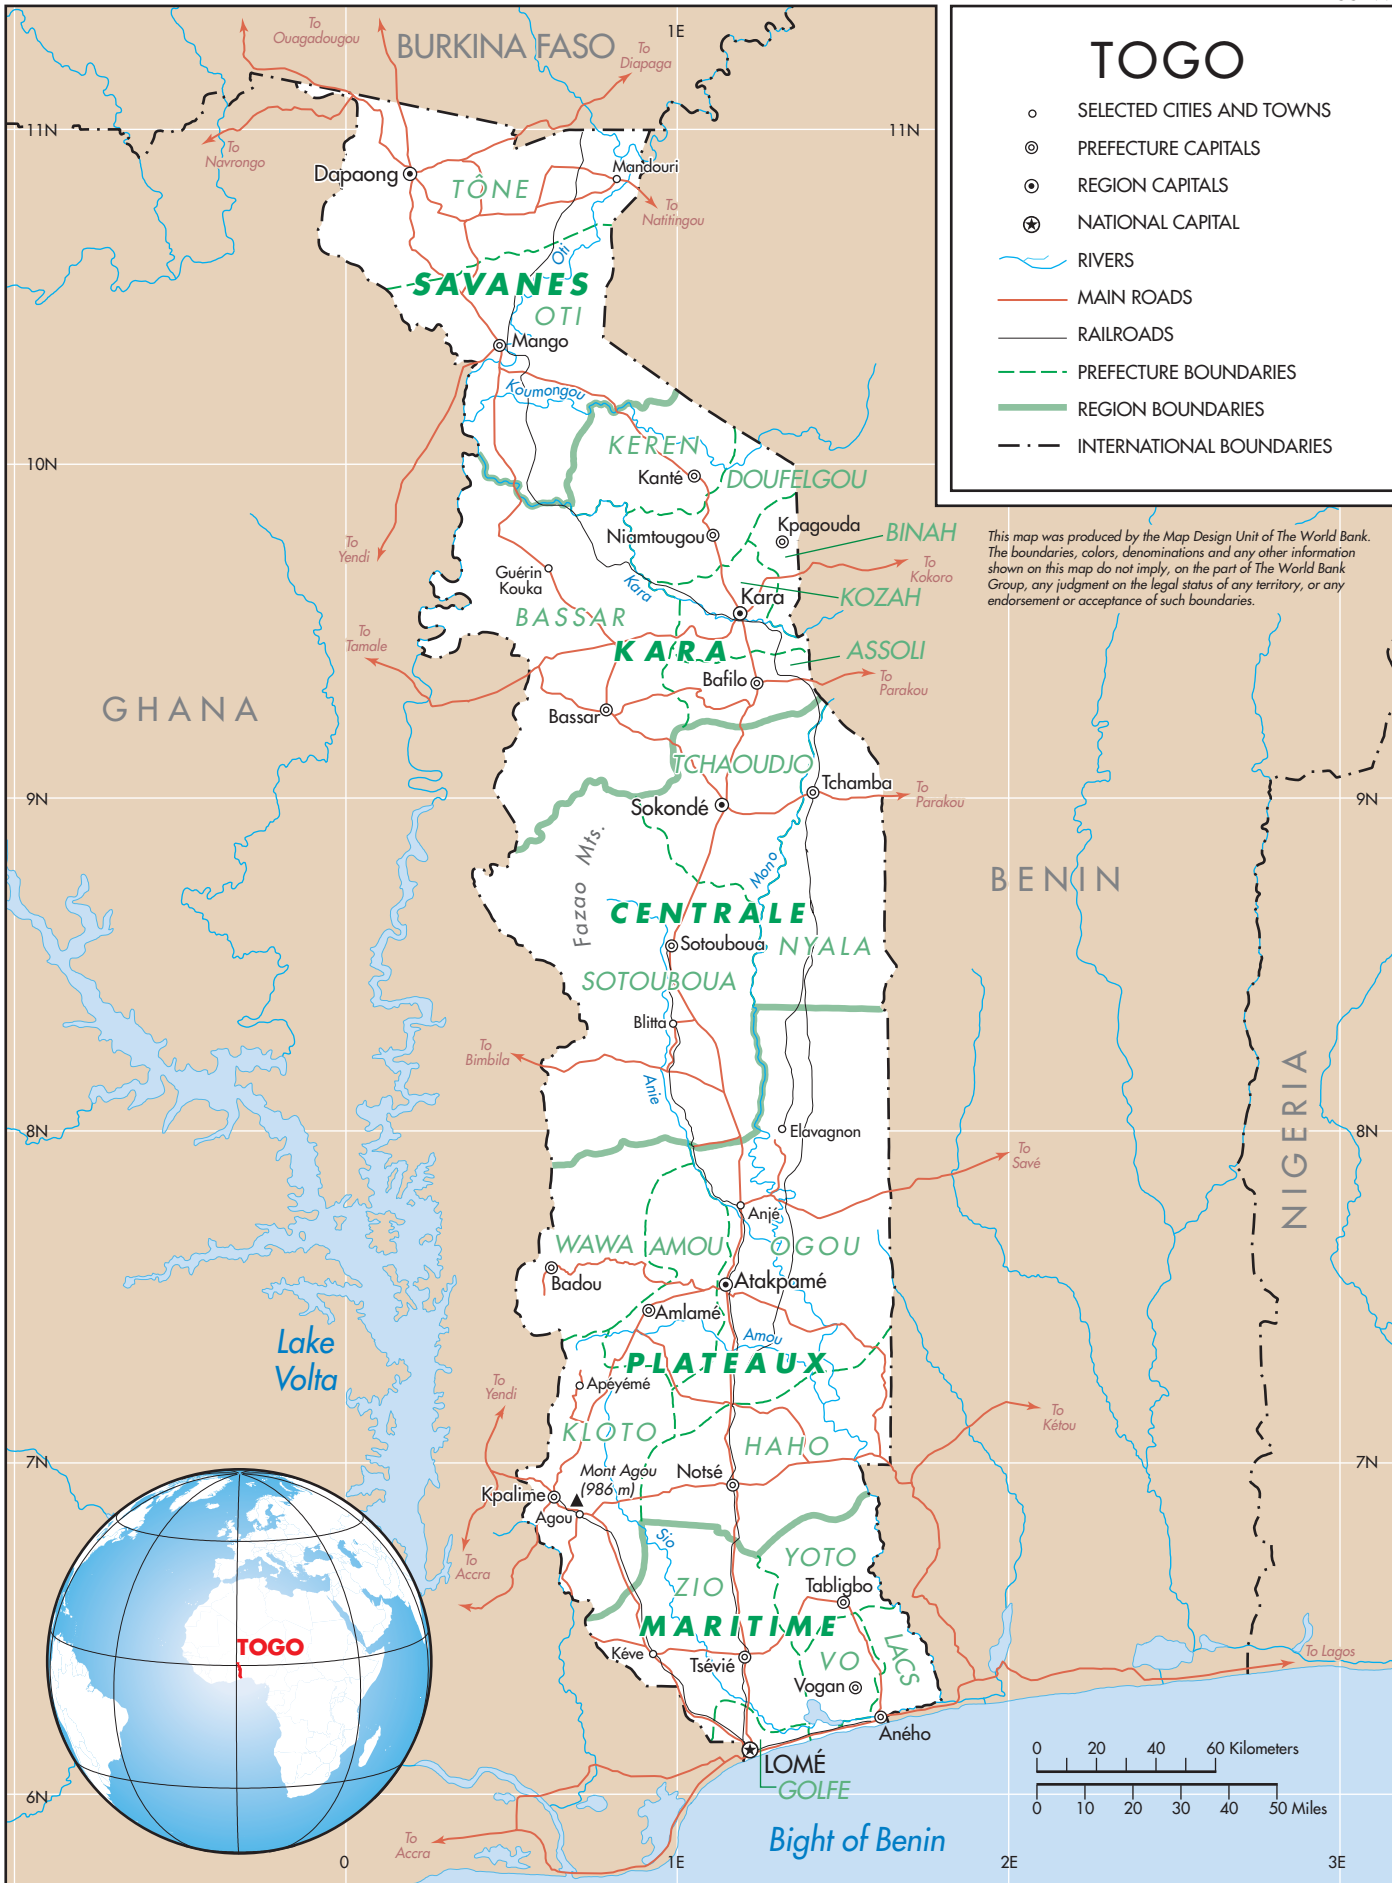 TOGO
SELECTED CITIES AND TOWNS
PREFECTURE CAPITALS
REGION CAPITALS
NATIONAL CAPITAL
RIVERS
MAIN ROADS
RAILROADS
PREFECTURE BOUNDARIES
REGION BOUNDARIES
INTERNATIONAL BOUNDARIES
This map was produced by the Map Design Unit of The World Bank.
The boundaries, colors, denominations and any other information
shown on this map do not imply, on the part of The World Bank
Group, any judgment on the legal status of any territory, or any
endorsement or acceptance of such boundaries.
To
Ouagadougou
BURKINA FASO
1E
To
Diapaga
11N
11N
To
Navrongo
Dapaong
TÔNE
Mandouri
To
Natitingou
Oti
SAVANES
OTI
Mango
Koumongou
KEREN
10N
Kanté
DOUFELGOU
Kpagouda
BINAH
Niamtougou
To
Yendi
To
Kokoro
Guérin
Kouka
Kara
Kara
KOZAH
BASSAR
To
Tamale
KARA
ASSOLI
Bafilo
To
Parakou
GHANA
Bassar
TCHAOUDJO
Tchamba
To
Parakou
9N
9N
Sokondé
Fazao Mts.
Mono
BENIN
CENTRALE
Sotouboua
NYALA
SOTOUBOUA
Blitta
To
Bimbila
Anie
NIGERIA
8N
8N
Elavagnon
To
Savé
Anjé
WAWA
AMOU
OGOU
Badou
Atakpamé
Amlamé
Amou
Lake
Volta
PLATEAUX
Apéyémé
To
Yendi
To
Kétou
KLOTO
HAHO
7N
7N
Mont Agou
(986 m)
Notsé
Kpalime
Agou
Sio
To
Accra
YOTO
ZIO
Tabligbo
MARITIME
LACS
TOGO
Kéve
Tsévié
VO
Vogan
To Lagos
Aného
LOMÉ
GOLFE
0 20 40 60 Kilometers
0 10 20 30 40 50 Miles
6N
To
Accra
Bight of Benin
0
1E
2E
3E